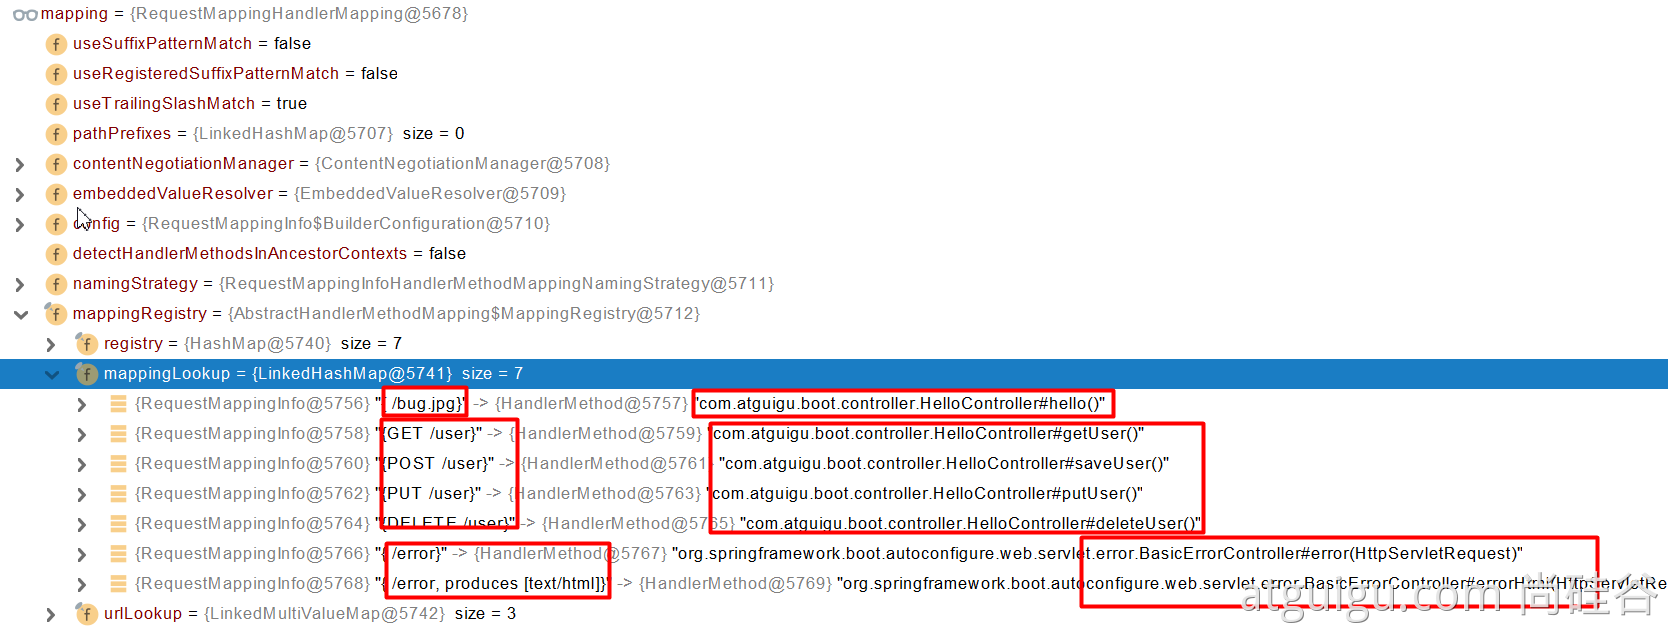 mapping = {RequestMappingHandlerMapping@5678}
f useSuffixPatternMatch = false
f useRegisteredSuffixPatternMatch = false
f useTrailingSlashMatch = true
f pathPrefixes = {LinkedHashMap@5707} size = 0
f contentNegotiationManager = {ContentNegotiationManager@5708}
f embeddedValueResolver = {EmbeddedValueResolver@5709}
f config = {RequestMappingInfo$BuilderConfiguration@5710}
f detectHandlerMethodsInAncestorContexts = false
f namingStrategy = {RequestMappingInfoHandlerMethodMappingNamingStrategy@5711}
f mappingRegistry = {AbstractHandlerMethodMapping$MappingRegistry@5712}
f registry = {HashMap@5740} size = 7
f mappingLookup = {LinkedHashMap@5741} size = 7
{RequestMappingInfo@5756} "{ /bug.jpg}" -> {HandlerMethod@5757} "com.atguigu.boot.controller.HelloController#hello()"
{RequestMappingInfo@5758} "{GET /user}" -> {HandlerMethod@5759} "com.atguigu.boot.controller.HelloController#getUser()"
{RequestMappingInfo@5760} "{POST /user}" -> {HandlerMethod@5761} "com.atguigu.boot.controller.HelloController#saveUser()"
{RequestMappingInfo@5762} "{PUT /user}" -> {HandlerMethod@5763} "com.atguigu.boot.controller.HelloController#putUser()"
{RequestMappingInfo@5764} "{DELETE /user}" -> {HandlerMethod@5765} "com.atguigu.boot.controller.HelloController#deleteUser()"
{RequestMappingInfo@5766} "{ /error}" -> {HandlerMethod@5767} "org.springframework.boot.autoconfigure.web.servlet.error.BasicErrorController#error(HttpServletRequest)"
{RequestMappingInfo@5768} "{ /error, produces [text/html]}" -> {HandlerMethod@5769} "org.springframework.boot.autoconfigure.web.servlet.error.BasicErrorController#errorHtml(HttpServletRe
f urlLookup = {LinkedMultiValueMap@5742} size = 3
atguigu.com 尚硅谷